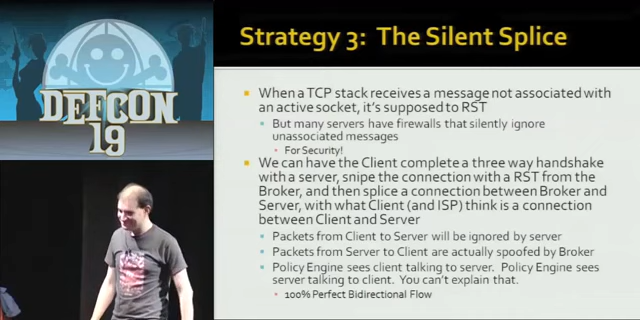 DEFCON
19
Strategy 3: The Silent Splice
When a TCP stack receives a message not associated with
an active socket, it's supposed to RST
But many servers have firewalls that silently ignore
unassociated messages
For Security!
We can have the Client complete a three way handshake
with a server, snipe the connection with a RST from the
Broker, and then splice a connection between Broker and
Server, with what Client (and ISP) think is a connection
between Client and Server
Packets from Client to Server will be ignored by server
Packets from Server to Client are actually spoofed by Broker
Policy Engine sees client talking to server. Policy Engine sees
server talking to client. You can't explain that.
100% Perfect Bidirectional Flow